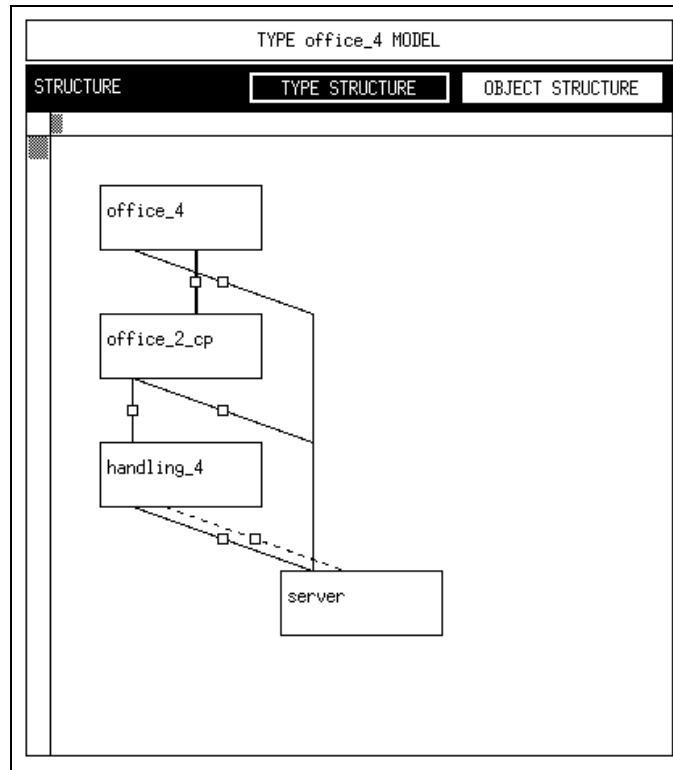 TYPE office_4 MODEL
STRUCTURE TYPE STRUCTURE OBJECT STRUCTURE
office_4
office_2_cp
handling_4
server